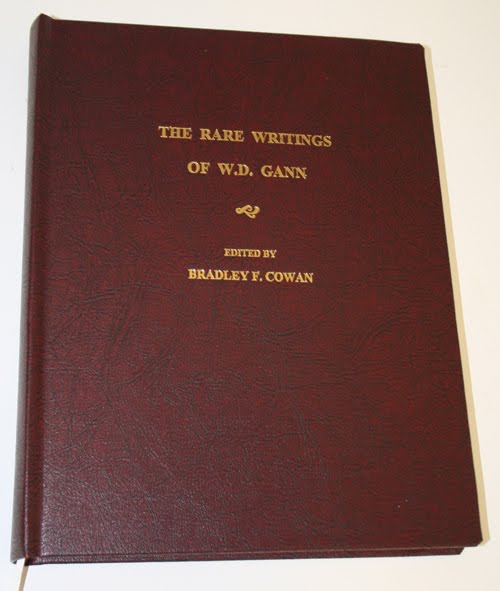 THE RARE WRITINGS
OF W.D. GANN
EDITED BY
BRADLEY F. COWAN